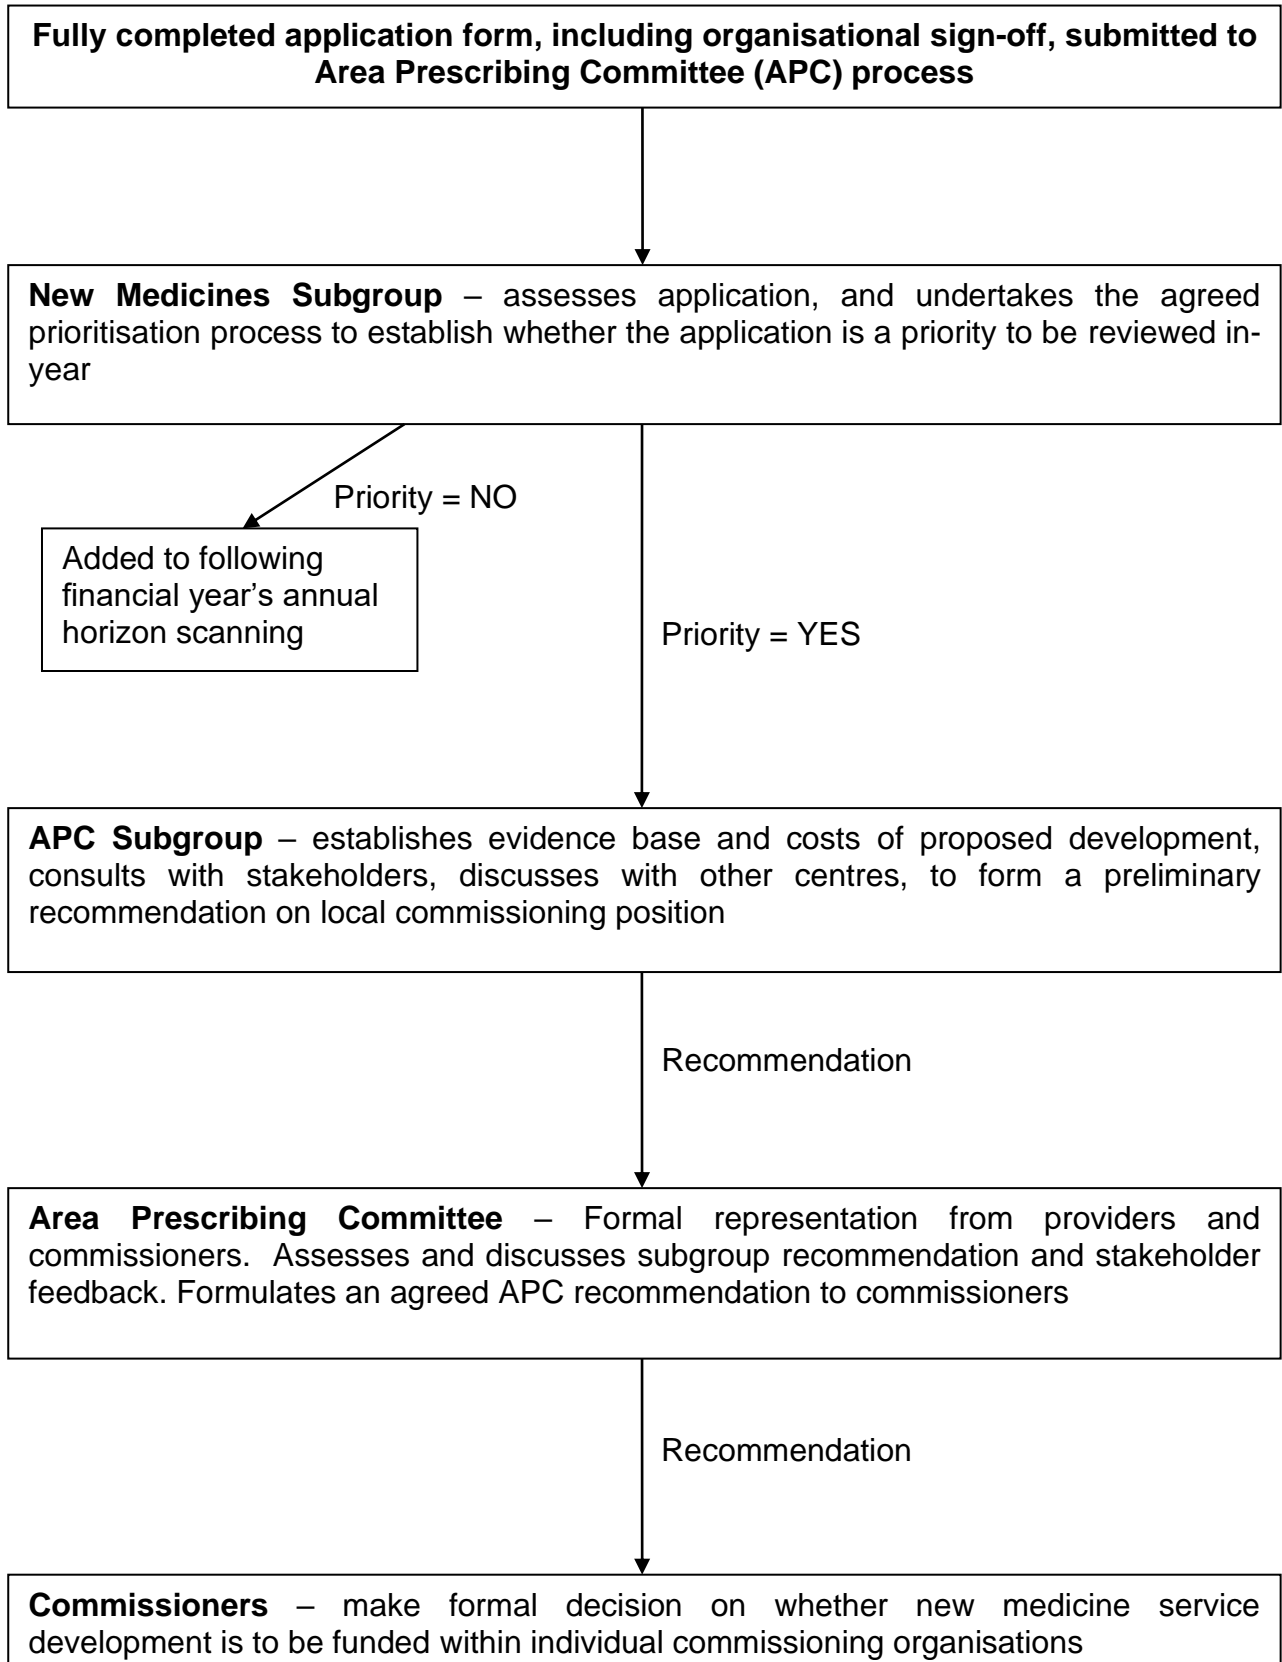 Fully completed application form, including organisational sign-off, submitted to
Area Prescribing Committee (APC) process
New Medicines Subgroup – assesses application, and undertakes the agreed
prioritisation process to establish whether the application is a priority to be reviewed in-
year
Priority = NO
Added to following
financial year's annual
horizon scanning
Priority = YES
APC Subgroup – establishes evidence base and costs of proposed development,
consults with stakeholders, discusses with other centres, to form a preliminary
recommendation on local commissioning position
Recommendation
Area Prescribing Committee – Formal representation from providers and
commissioners. Assesses and discusses subgroup recommendation and stakeholder
feedback. Formulates an agreed APC recommendation to commissioners
Recommendation
Commissioners – make formal decision on whether new medicine service
development is to be funded within individual commissioning organisations